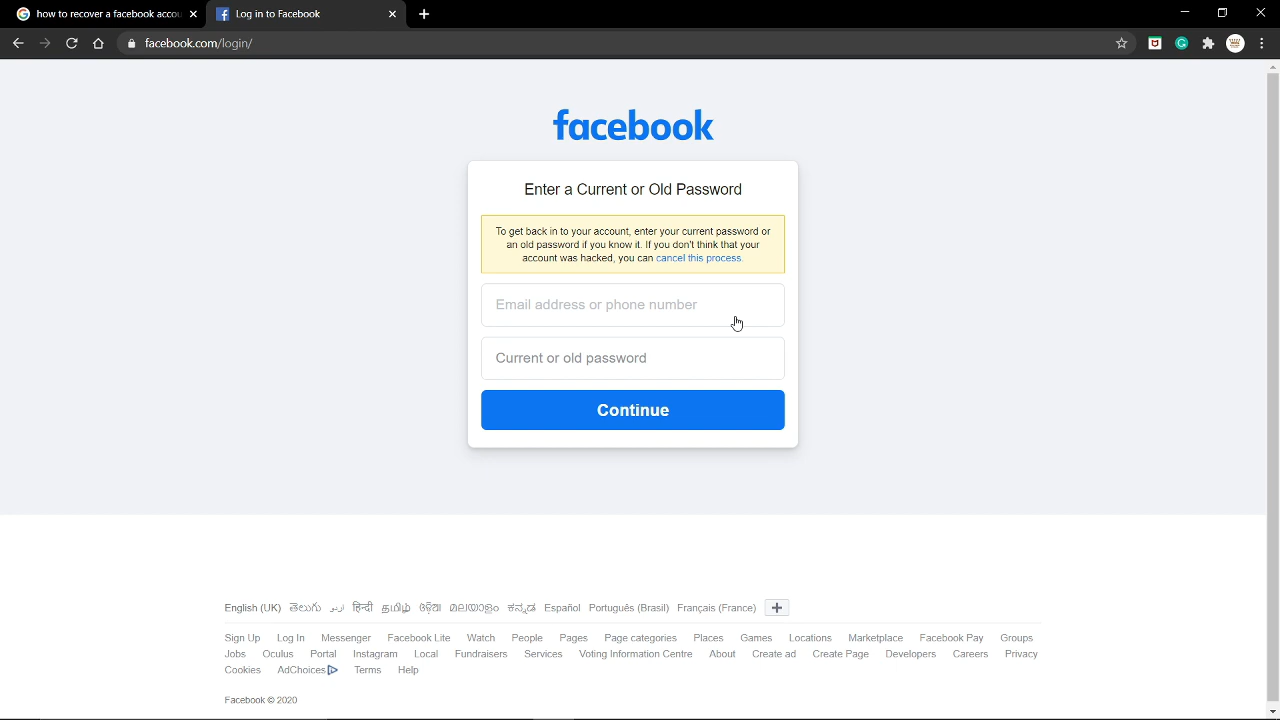 how to recover a facebook accou
Log in to Facebook
facebook.com/login/
facebook
Enter a Current or Old Password
To get back in to your account, enter your current password or
an old password if you know it. If you don't think that your
account was hacked, you can cancel this process.
Email address or phone number
Current or old password
Continue
English (UK) తెలుగు اردو हिन्दी தமிழ் ଓଡ଼ିଆ മലയാളം ಕನ್ನಡ Español Português (Brasil) Français (France)
Sign Up Log In Messenger Facebook Lite Watch People Pages Page categories Places Games Locations Marketplace Facebook Pay Groups
Jobs Oculus Portal Instagram Local Fundraisers Services Voting Information Centre About Create ad Create Page Developers Careers Privacy
Cookies AdChoices Terms Help
Facebook © 2020